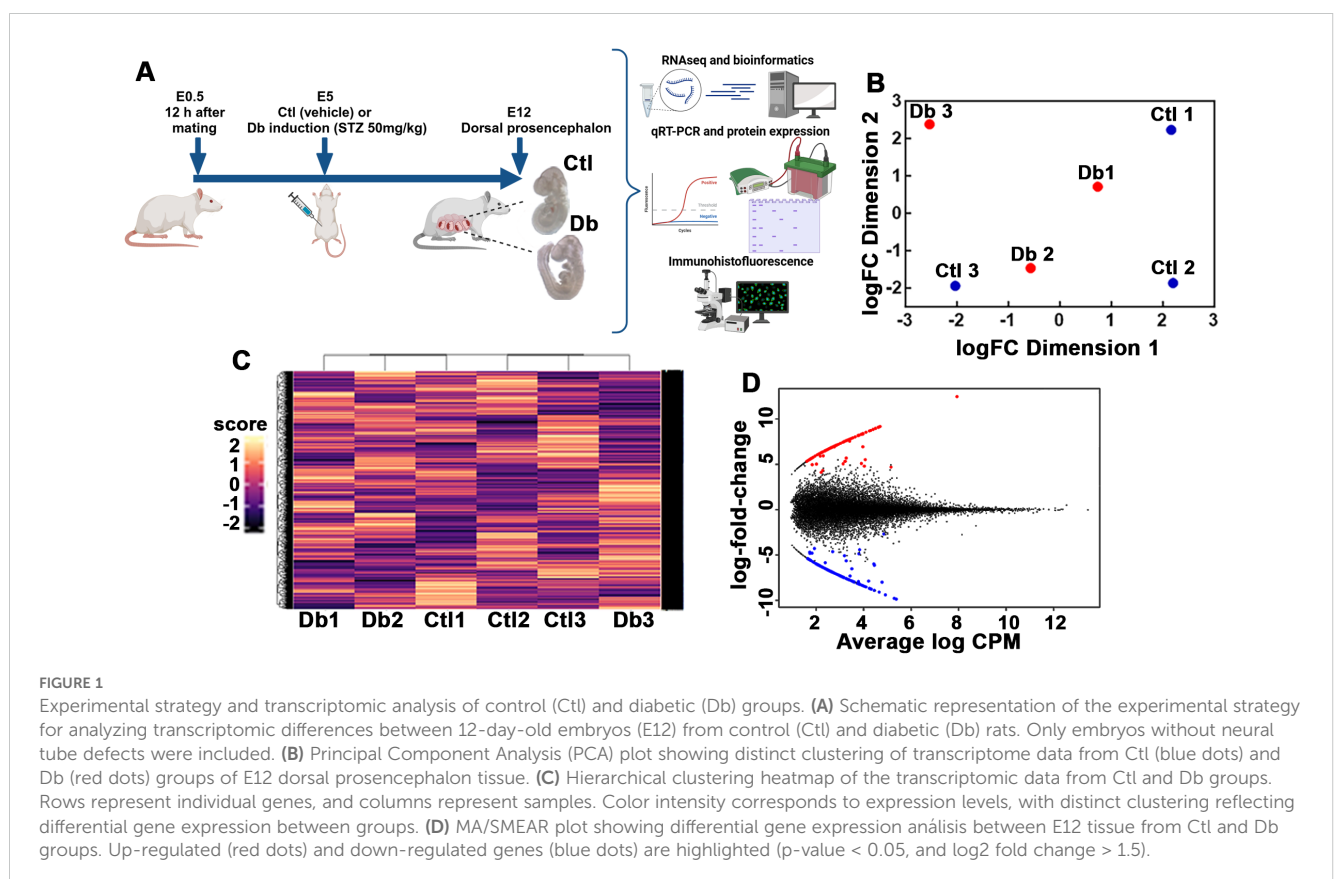 A
E0.5
12 h after
mating
E5
Ctl (vehicle) or
Db induction (STZ 50mg/kg)
E12
Dorsal prosencephalon
Ctl
Db
RNAseq and bioinformatics
qRT-PCR and protein expression
Fluorescence
Positive
Threshold
Negative
Cycles
Immunohistofluorescence
B
logFC Dimension 2
3
2
1
0
-1
-2
Db 3
Ctl 1
Db1
Db 2
Ctl 3
Ctl 2
-3
-2
-1
0
1
2
3
logFC Dimension 1
C
score
2
1
0
-1
-2
Db1
Db2
Ctl1
Ctl2
Ctl3
Db3
D
log-fold-change
10
5
0
-5
-10
2
4
6
8
10
12
Average log CPM
FIGURE 1
Experimental strategy and transcriptomic analysis of control (Ctl) and diabetic (Db) groups. (A) Schematic representation of the experimental strategy
for analyzing transcriptomic differences between 12-day-old embryos (E12) from control (Ctl) and diabetic (Db) rats. Only embryos without neural
tube defects were included. (B) Principal Component Analysis (PCA) plot showing distinct clustering of transcriptome data from Ctl (blue dots) and
Db (red dots) groups of E12 dorsal prosencephalon tissue. (C) Hierarchical clustering heatmap of the transcriptomic data from Ctl and Db groups.
Rows represent individual genes, and columns represent samples. Color intensity corresponds to expression levels, with distinct clustering reflecting
differential gene expression between groups. (D) MA/SMEAR plot showing differential gene expression análisis between E12 tissue from Ctl and Db
groups. Up-regulated (red dots) and down-regulated genes (blue dots) are highlighted (p-value < 0.05, and log2 fold change > 1.5).